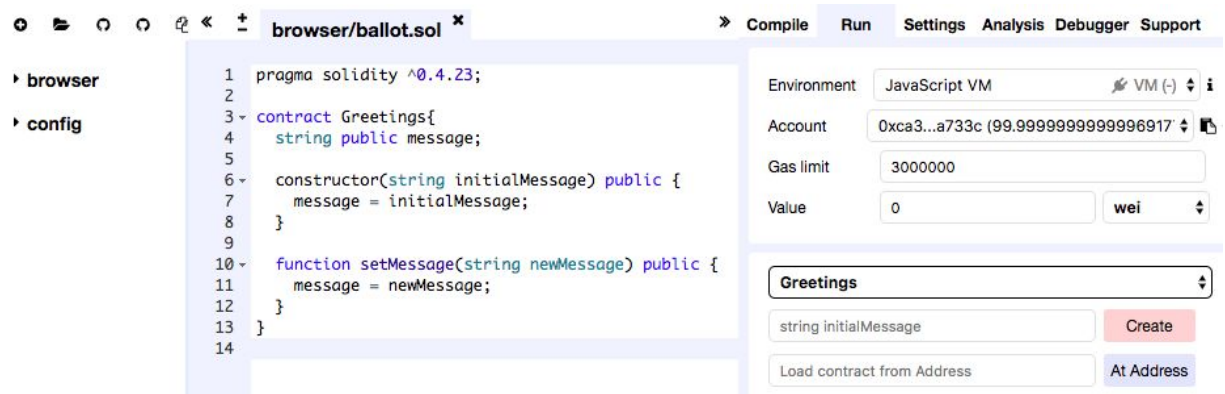 browser/ballot.sol
Compile Run Settings Analysis Debugger Support
browser
config
1 pragma solidity ^0.4.23;
2
3 contract Greetings{
4 string public message;
5
6 constructor(string initialMessage) public {
7 message = initialMessage;
8 }
9
10 function setMessage(string newMessage) public {
11 message = newMessage;
12 }
13 }
14
Environment JavaScript VM VM (-) i
Account 0xca3...a733c (99.9999999999996917
Gas limit 3000000
Value 0 wei
Greetings
string initialMessage Create
Load contract from Address At Address